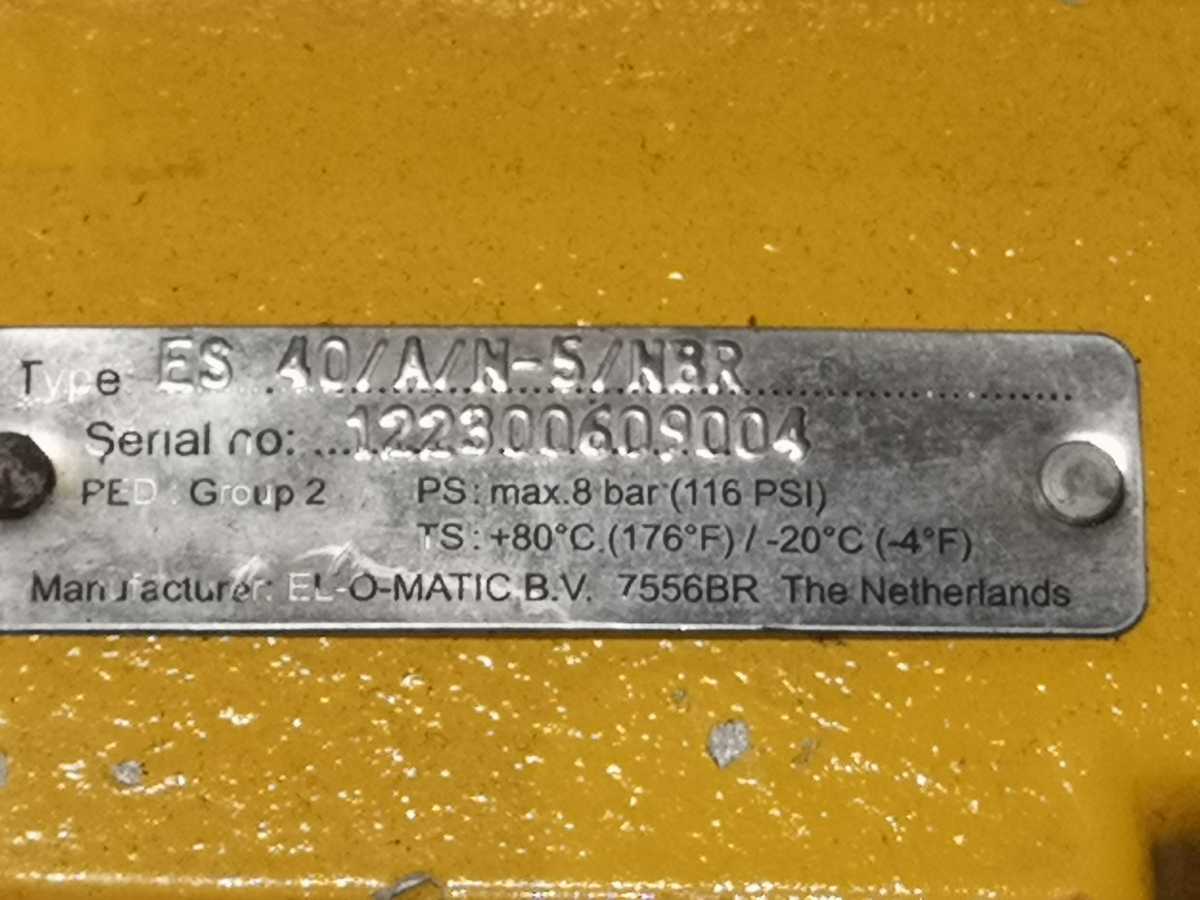 Type ES 40/A/N-5/NBR
Serial no: 122300609004
PED: Group 2 PS: max.8 bar (116 PSI)
TS: +80°C (176°F) / -20°C (-4°F)
Manufacturer: EL-O-MATIC B.V. 7556BR The Netherlands